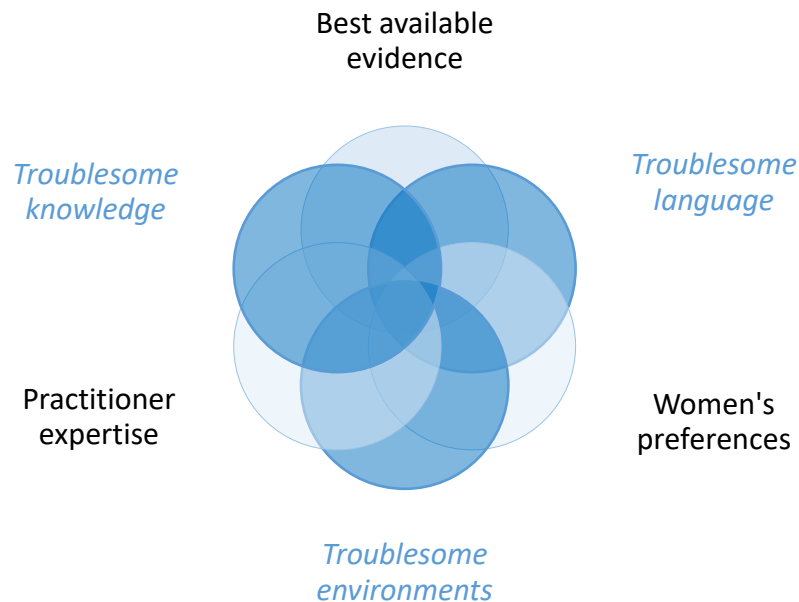 Best available
evidence
Troublesome
knowledge
Troublesome
language
Practitioner
expertise
Women's
preferences
Troublesome
environments